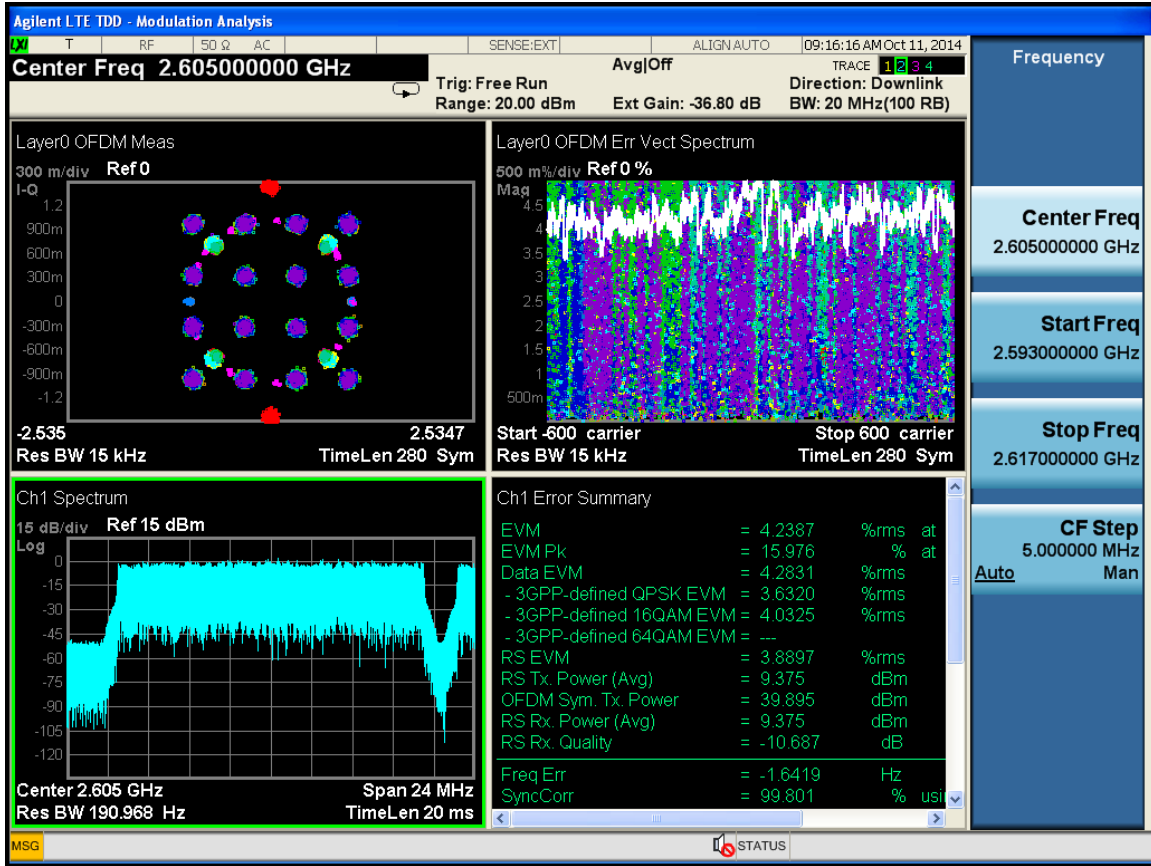 Agilent LTE TDD - Modulation Analysis
LXI T RF 50 Ω AC SENSE:EXT ALIGN AUTO 09:16:16 AM Oct 11, 2014
Center Freq 2.605000000 GHz
Avg|Off
TRACE 1 2 3 4
Trig: Free Run
Direction: Downlink
Range: 20.00 dBm Ext Gain: -36.80 dB BW: 20 MHz(100 RB)
Layer0 OFDM Meas
300 m/div Ref 0
I-Q
1.2
900m
600m
300m
0
-300m
-600m
-900m
-1.2
-2.535 2.5347
Res BW 15 kHz TimeLen 280 Sym
Layer0 OFDM Err Vect Spectrum
500 m%/div Ref 0 %
Mag
4.5
4
3.5
3
2.5
2
1.5
1
500m
Start -600 carrier Stop 600 carrier
Res BW 15 kHz TimeLen 280 Sym
Ch1 Spectrum
15 dB/div Ref 15 dBm
Log
0
-15
-30
-45
-60
-75
-90
-105
-120
Center 2.605 GHz Span 24 MHz
Res BW 190.968 Hz TimeLen 20 ms
Ch1 Error Summary
EVM = 4.2387 %rms at
EVM Pk = 15.976 % at
Data EVM = 4.2831 %rms
- 3GPP-defined QPSK EVM = 3.6320 %rms
- 3GPP-defined 16QAM EVM = 4.0325 %rms
- 3GPP-defined 64QAM EVM = ---
RS EVM = 3.8897 %rms
RS Tx. Power (Avg) = 9.375 dBm
OFDM Sym. Tx. Power = 39.895 dBm
RS Rx. Power (Avg) = 9.375 dBm
RS Rx. Quality = -10.687 dB
Freq Err = -1.6419 Hz
SyncCorr = 99.801 % usi
Frequency
Center Freq
2.605000000 GHz
Start Freq
2.593000000 GHz
Stop Freq
2.617000000 GHz
CF Step
5.000000 MHz
Auto Man
MSG STATUS